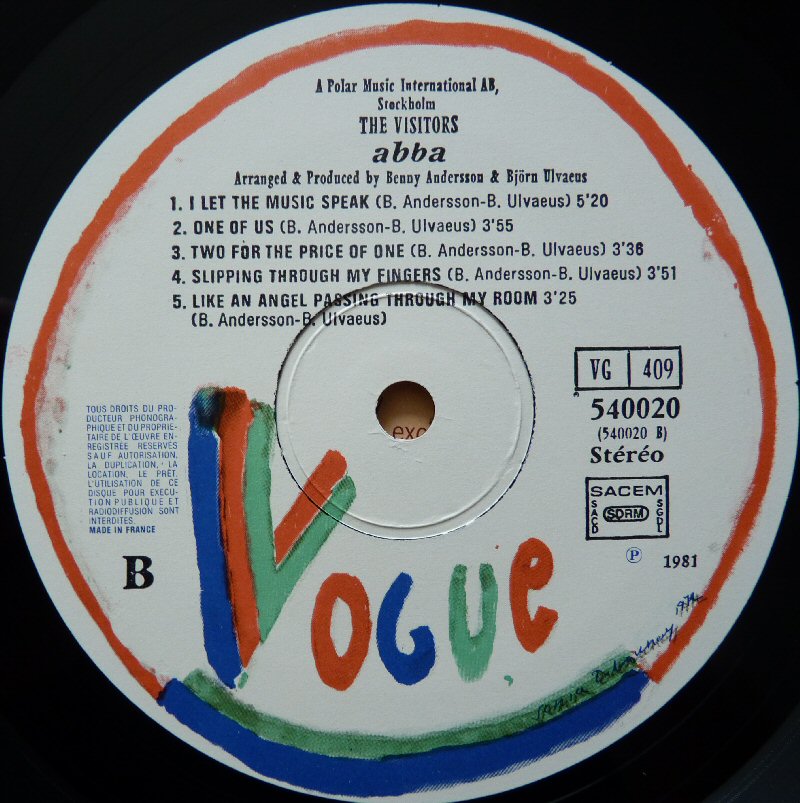 A Polar Music International AB,
Stockholm
THE VISITORS
abba
Arranged & Produced by Benny Andersson & Björn Ulvaeus
1. I LET THE MUSIC SPEAK (B. Andersson-B. Ulvaeus) 5'20
2. ONE OF US (B. Andersson-B. Ulvaeus) 3'55
3. TWO FOR THE PRICE OF ONE (B. Andersson-B. Ulvaeus) 3'36
4. SLIPPING THROUGH MY FINGERS (B. Andersson-B. Ulvaeus) 3'51
5. LIKE AN ANGEL PASSING THROUGH MY ROOM 3'25
(B. Andersson-B. Ulvaeus)
VG 409
540020
(540020 B)
Stéréo
SACEM
SACD SDRM SGDL
℗ 1981
exc
TOUS DROITS DU PRO-
DUCTEUR PHONOGRA-
PHIQUE ET DU PROPRIE-
TAIRE DE L'ŒUVRE EN-
REGISTREE RESERVES
SAUF AUTORISATION,
LA DUPLICATION, LA
LOCATION, LE PRÊT,
L'UTILISATION DE CE
DISQUE POUR EXECU-
TION PUBLIQUE ET
RADIODIFFUSION SONT
INTERDITES.
MADE IN FRANCE
B
VOGUE
1974